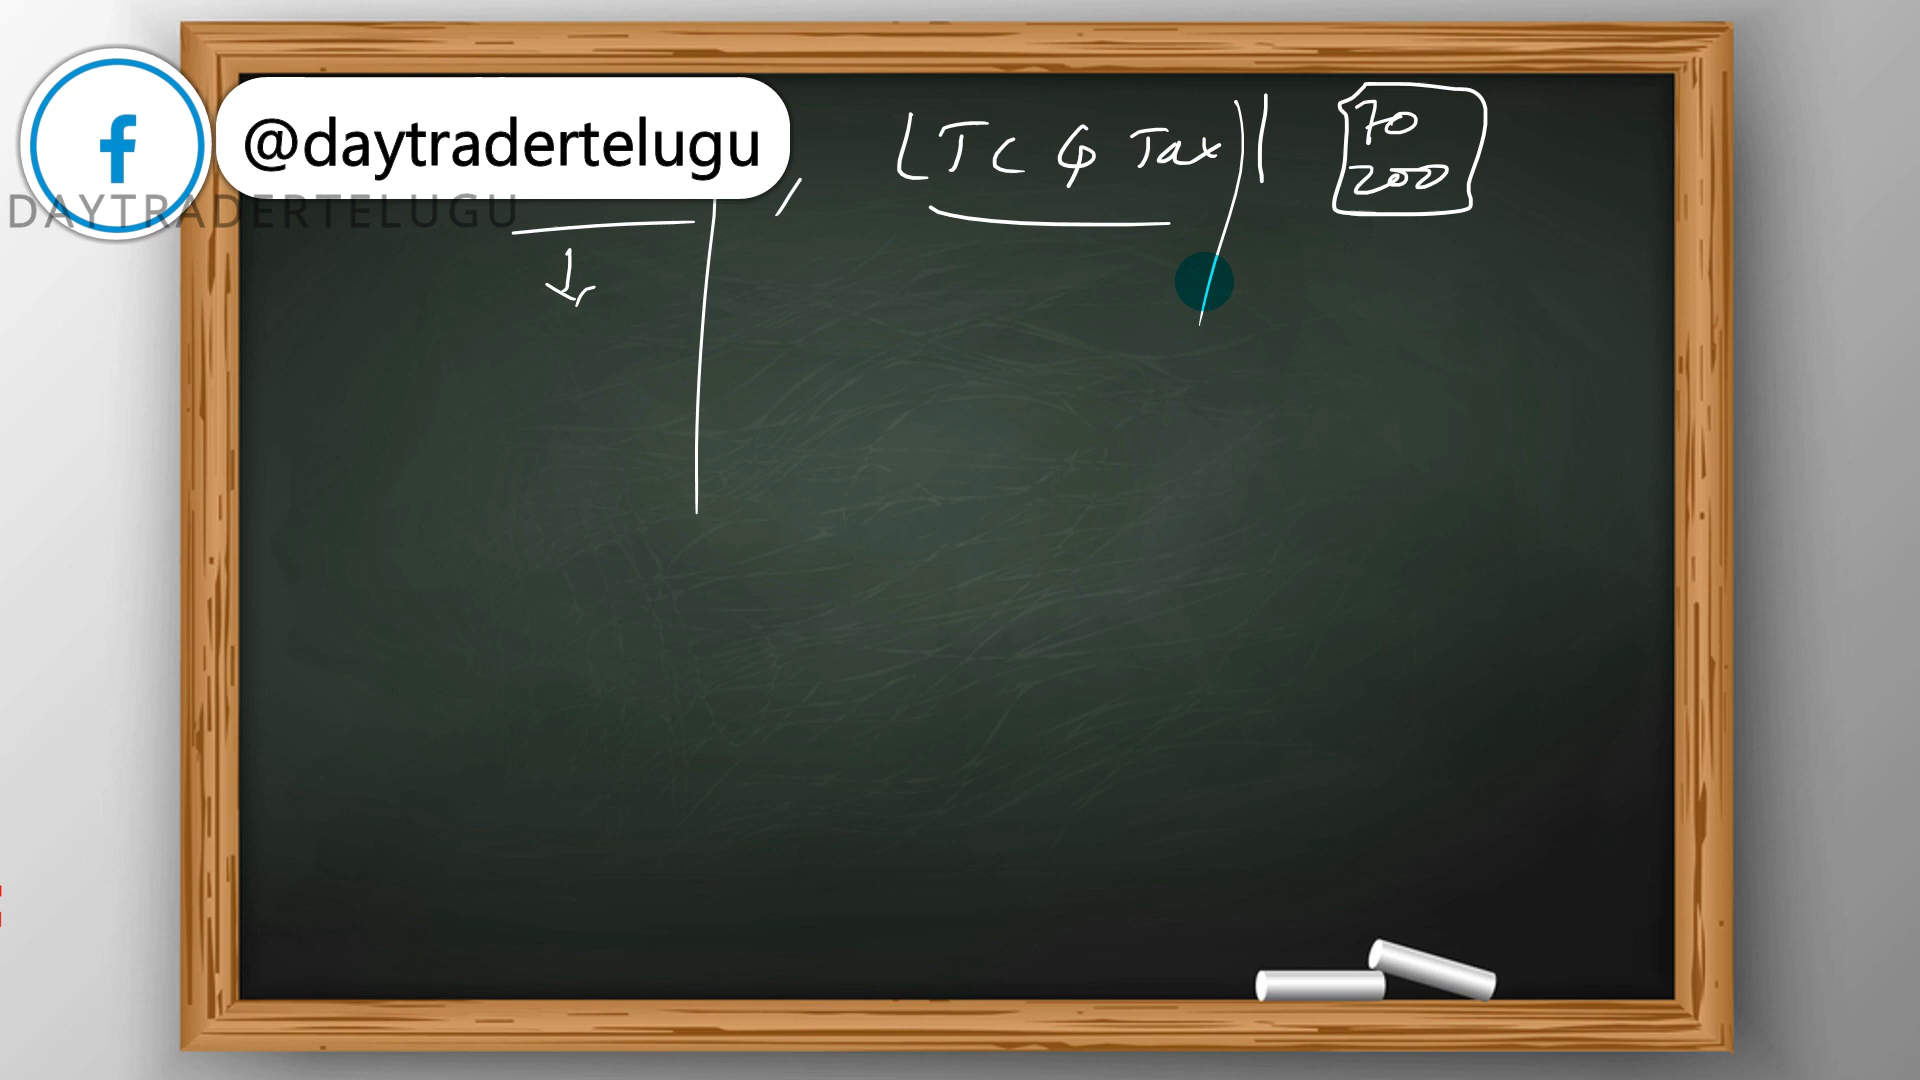 @daytradertelugu
DAYTRADERTELUGU
LTCG Tax
70
200